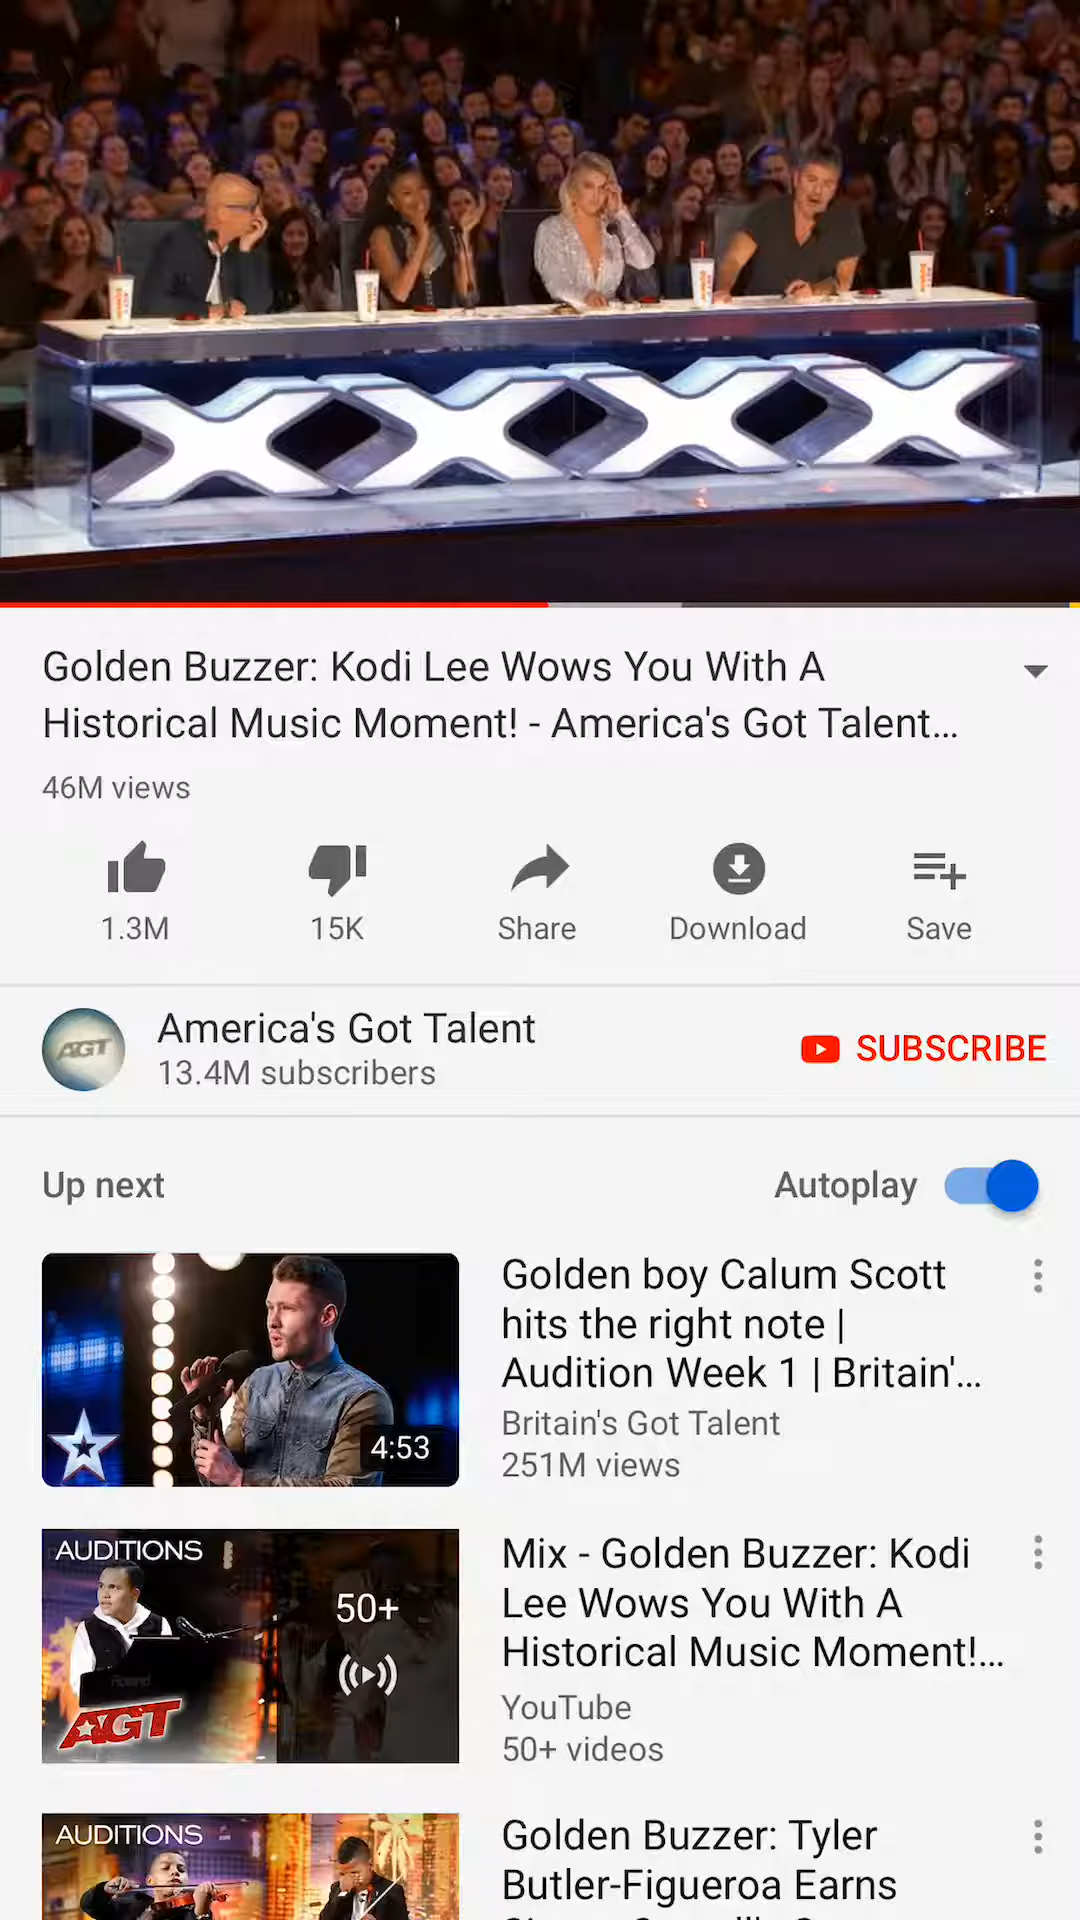 Golden Buzzer: Kodi Lee Wows You With A
Historical Music Moment! - America's Got Talent...
46M views
1.3M
15K
Share
Download
Save
AGT
America's Got Talent
13.4M subscribers
SUBSCRIBE
Up next
Autoplay
4:53
Golden boy Calum Scott
hits the right note |
Audition Week 1 | Britain'...
Britain's Got Talent
251M views
AUDITIONS
50+
AGT
Mix - Golden Buzzer: Kodi
Lee Wows You With A
Historical Music Moment!...
YouTube
50+ videos
AUDITIONS
Golden Buzzer: Tyler
Butler-Figueroa Earns